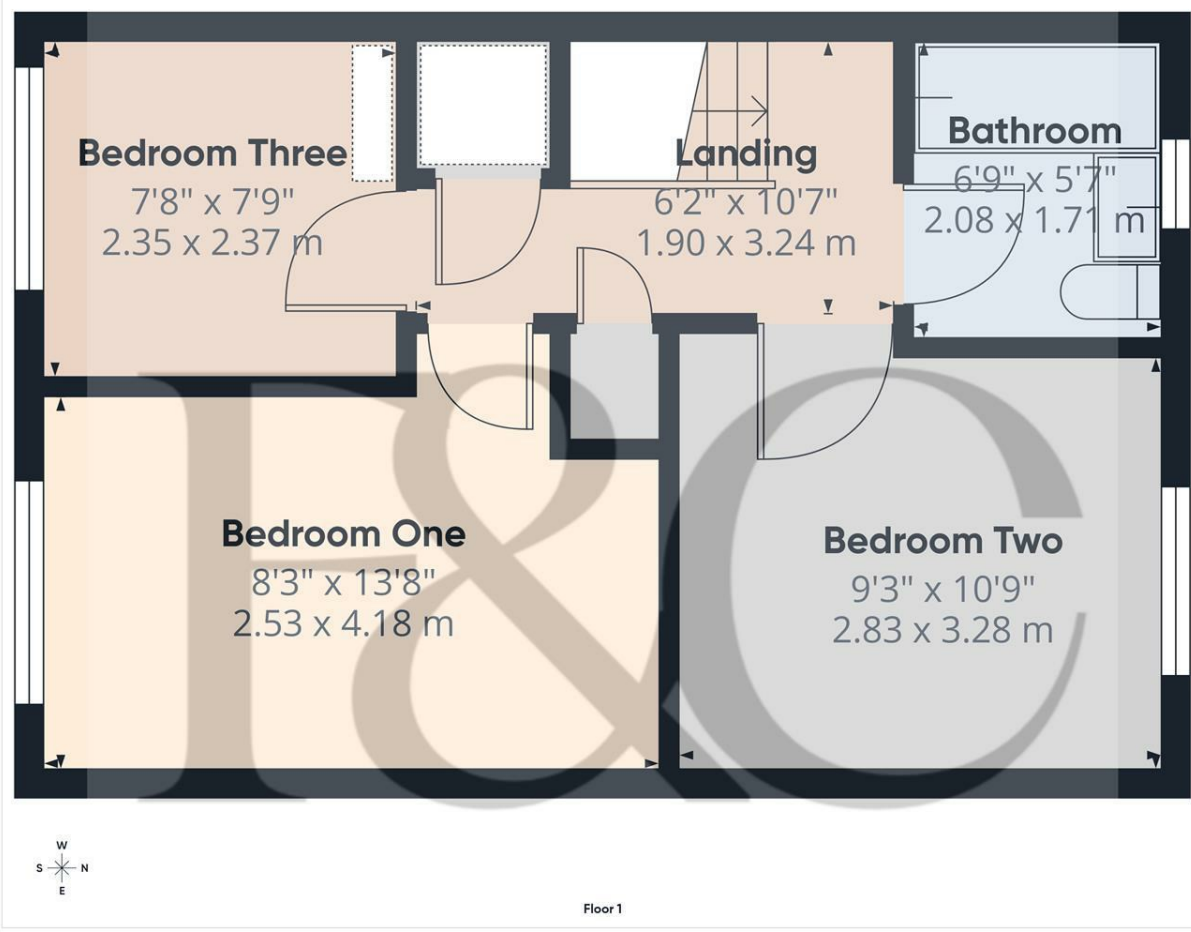 Bedroom Three
7'8" x 7'9"
2.35 x 2.37 m
Landing
6'2" x 10'7"
1.90 x 3.24 m
Bathroom
6'9" x 5'7"
2.08 x 1.71 m
Bedroom One
8'3" x 13'8"
2.53 x 4.18 m
Bedroom Two
9'3" x 10'9"
2.83 x 3.28 m
F&C
W
S N
E
Floor 1